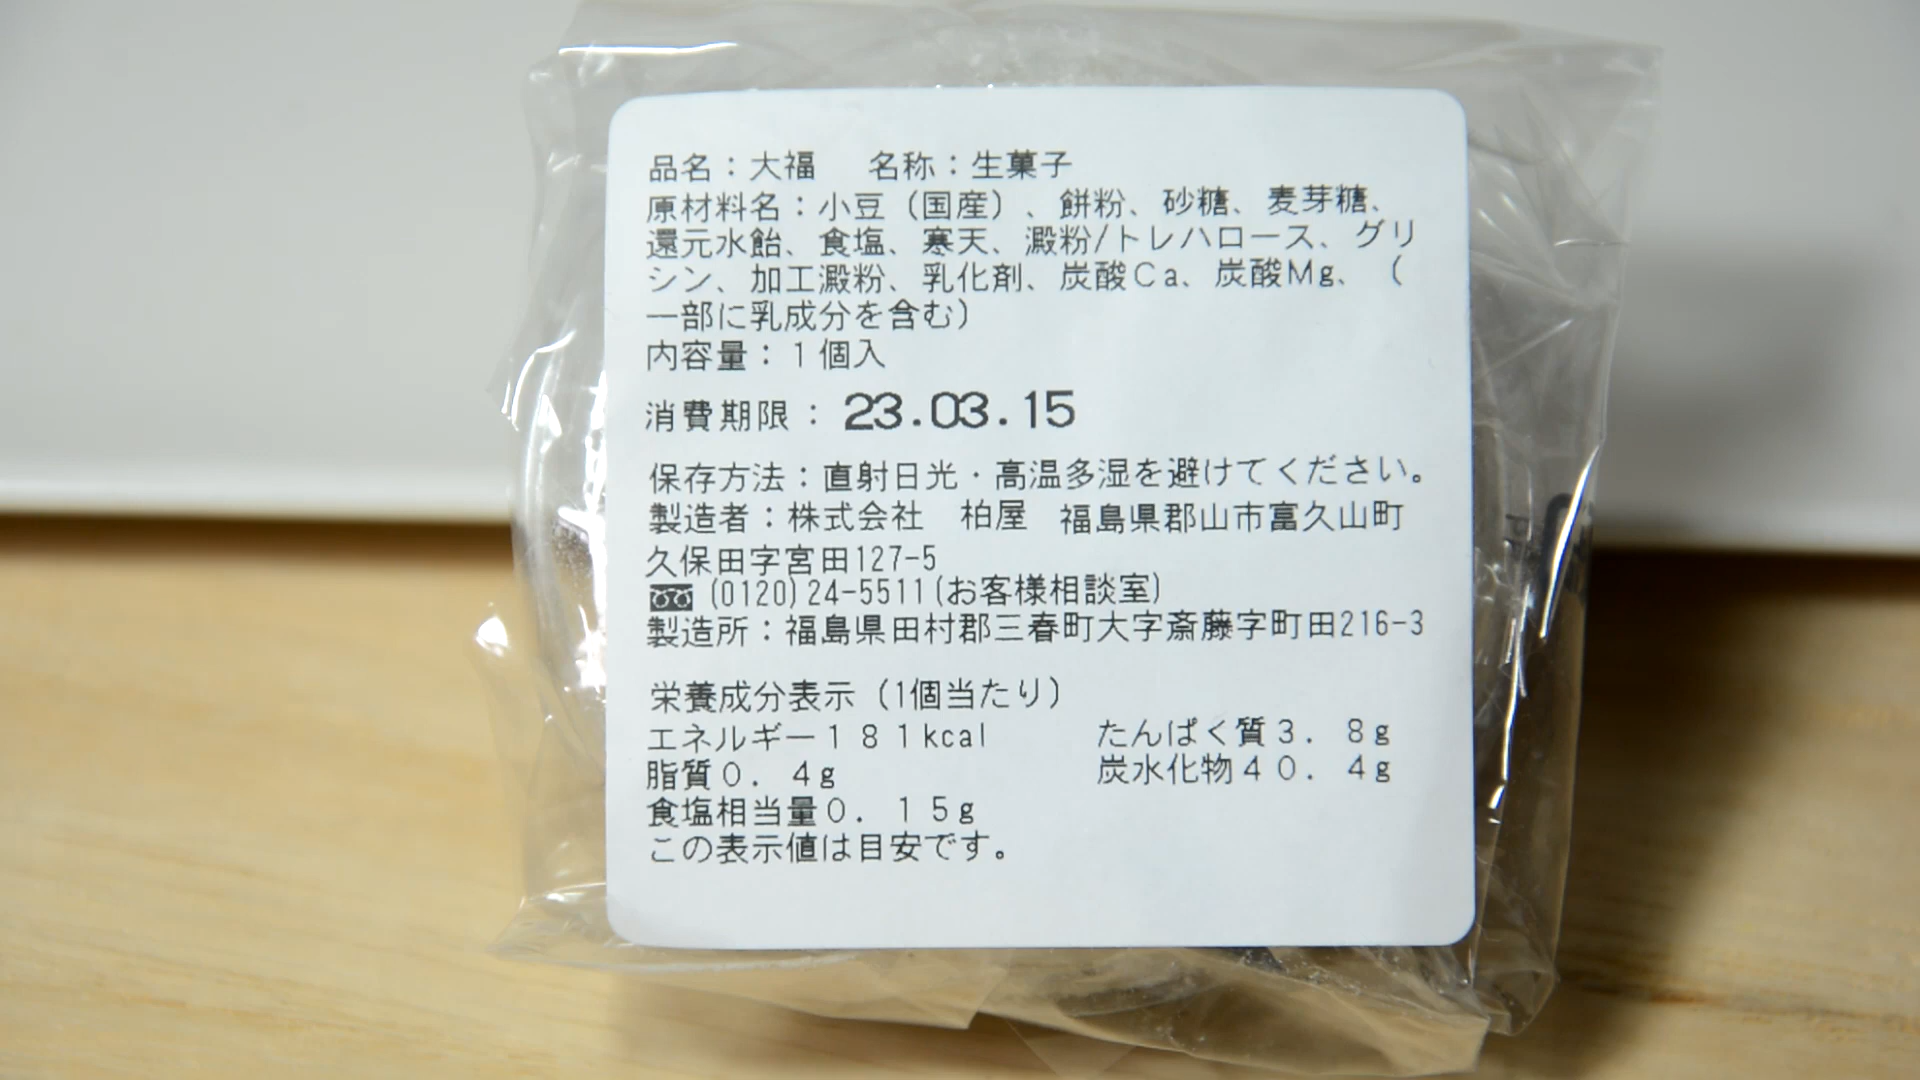 品名：大福　名称：生菓子
原材料名：小豆（国産）、餅粉、砂糖、麦芽糖、
還元水飴、食塩、寒天、澱粉/トレハロース、グリ
シン、加工澱粉、乳化剤、炭酸Ca、炭酸Mg、（
一部に乳成分を含む）
内容量：１個入
消費期限：23.03.15
保存方法：直射日光・高温多湿を避けてください。
製造者：株式会社　柏屋　福島県郡山市富久山町
久保田字宮田127-5
(0120)24-5511(お客様相談室)
製造所：福島県田村郡三春町大字斎藤字町田216-3
栄養成分表示（1個当たり）
エネルギー１８１kcal　たんぱく質３．８g
脂質０．４g　炭水化物４０．４g
食塩相当量０．１５g
この表示値は目安です。